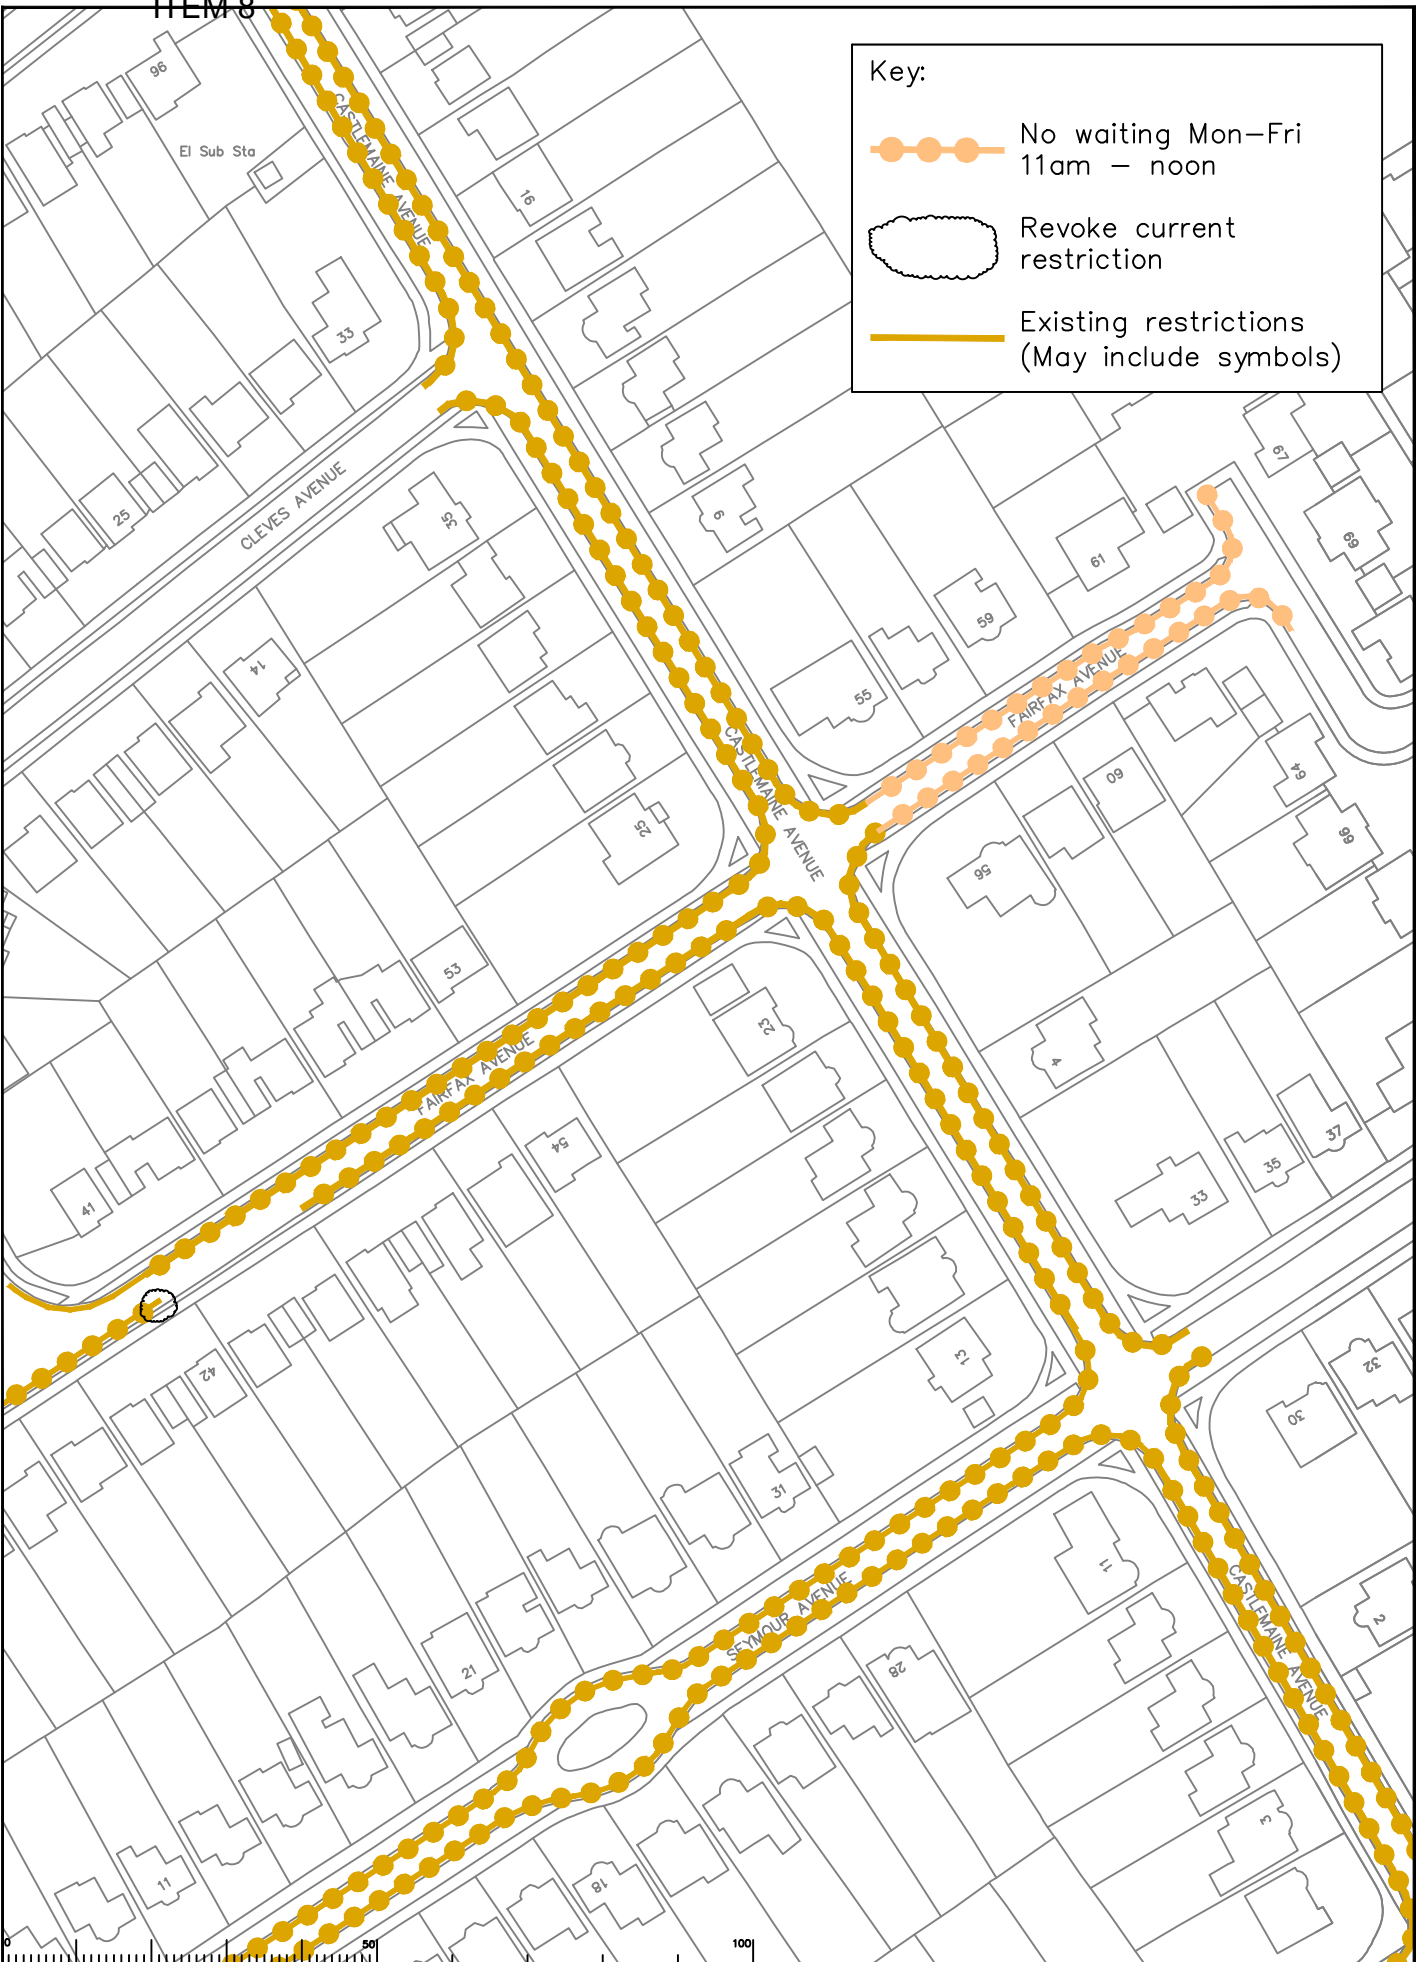 ITEM 8
Key:
No waiting Mon-Fri
11am - noon
Revoke current
restriction
Existing restrictions
(May include symbols)
96
El Sub Sta
CASTLEMAINE AVENUE
16
33
25
CLEVES AVENUE
35
6
67
69
61
59
55
FAIRFAX AVENUE
14
CASTLEMAINE AVENUE
25
60
64
66
56
53
23
4
FAIRFAX AVENUE
54
37
35
33
41
42
13
32
30
31
11
2
SEYMOUR AVENUE
CASTLEMAINE AVENUE
21
28
3
11
18
0
50
100